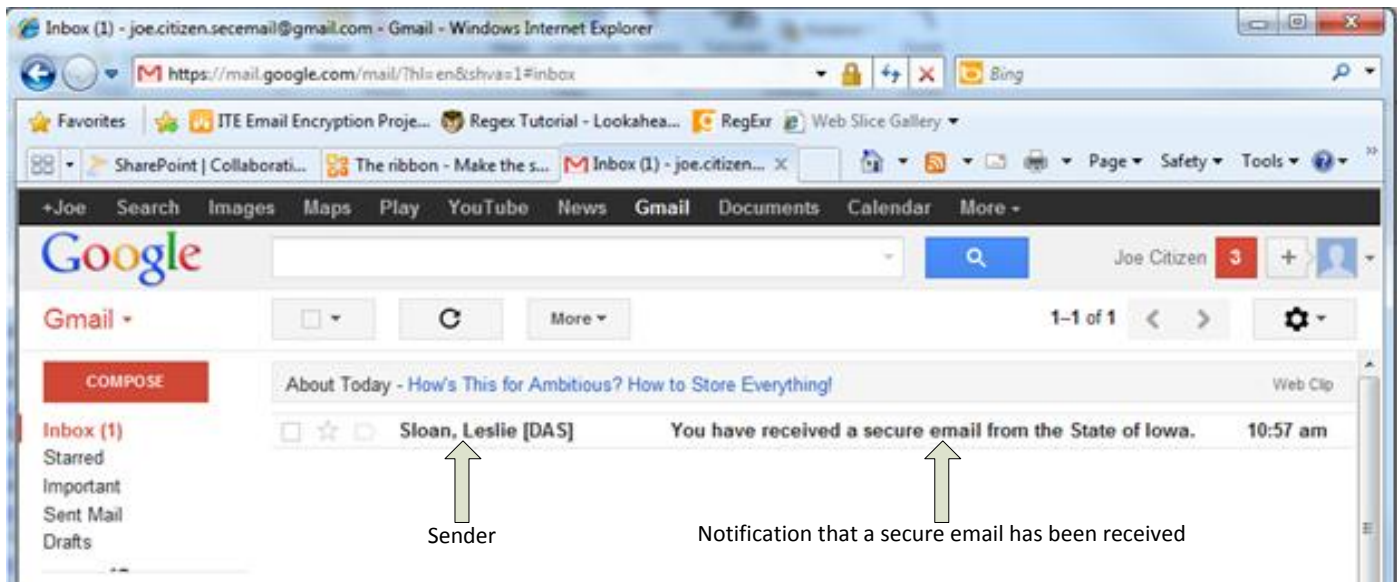 Inbox (1) - joe.citizen.secemail@gmail.com - Gmail - Windows Internet Explorer
https://mail.google.com/mail/?hl=en&shva=1#inbox Bing
Favorites ITE Email Encryption Proje... Regex Tutorial - Lookahea... RegExr Web Slice Gallery
SharePoint | Collaborati... The ribbon - Make the s... Inbox (1) - joe.citizen... X Page Safety Tools
+Joe Search Images Maps Play YouTube News Gmail Documents Calendar More
Google Joe Citizen 3 +
Gmail More 1–1 of 1
COMPOSE About Today - How's This for Ambitious? How to Store Everything! Web Clip
Inbox (1) Sloan, Leslie [DAS] You have received a secure email from the State of Iowa. 10:57 am
Starred
Important
Sent Mail
Drafts
Sender Notification that a secure email has been received